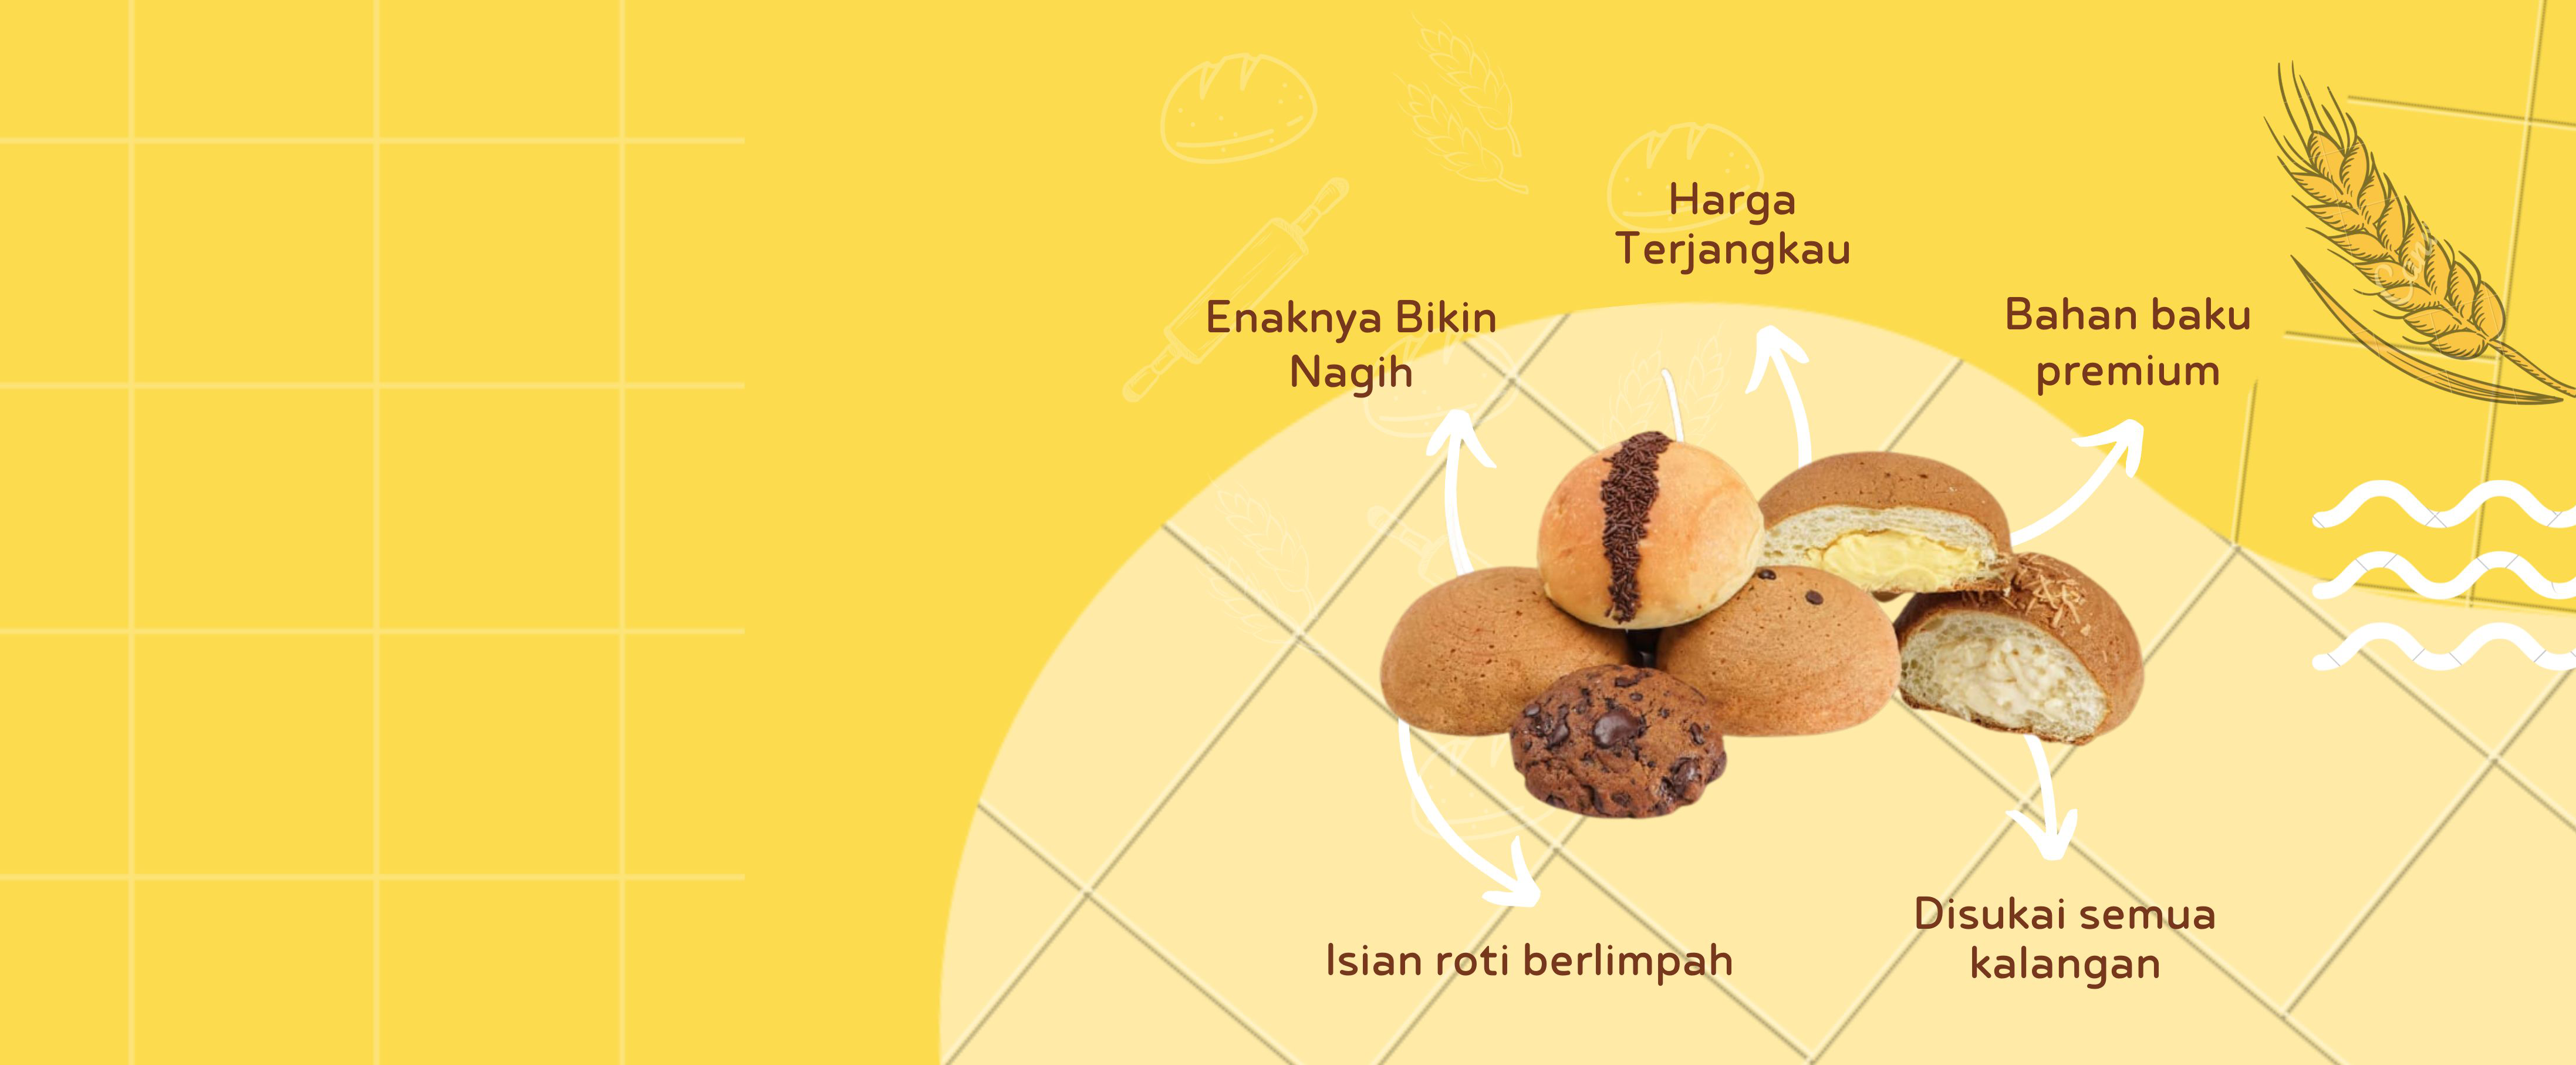 Harga
Terjangkau
Enaknya Bikin
Nagih
Bahan baku
premium
Isian roti berlimpah
Disukai semua
kalangan